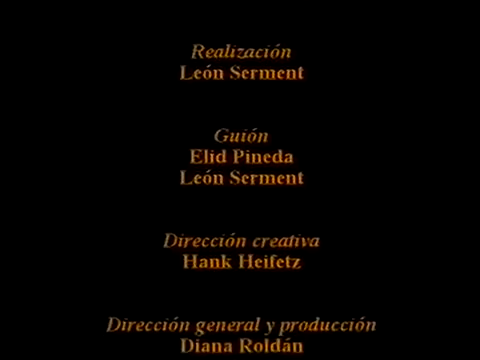 Realización
León Serment
Guión
Elid Pineda
León Serment
Dirección creativa
Hank Heifetz
Dirección general y producción
Diana Roldán